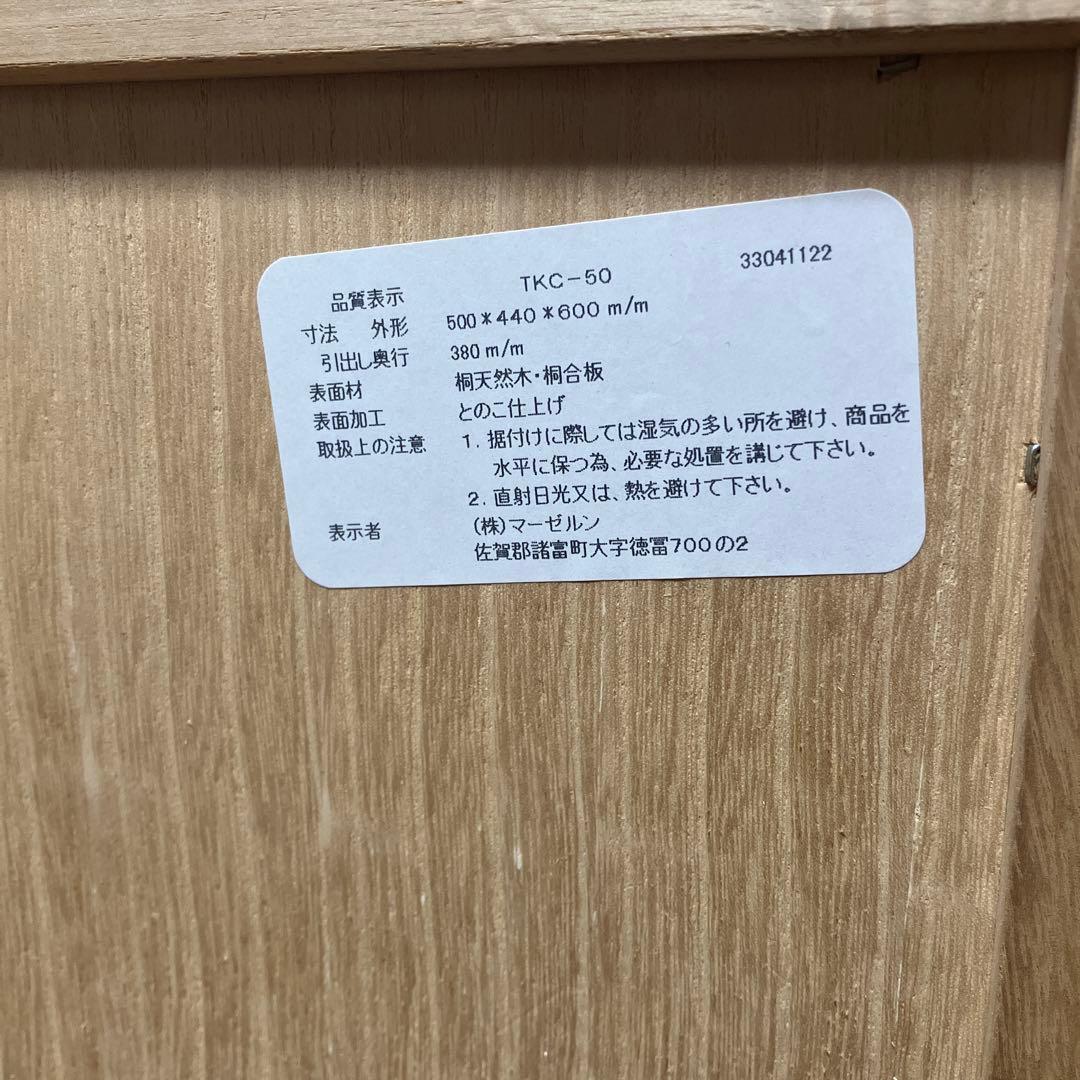 品質表示 TKC-50 33041122
寸法 外形 500*440*600 m/m
引出し奥行 380 m/m
表面材 桐天然木・桐合板
表面加工 とのこ仕上げ
取扱上の注意 1. 据付けに際しては湿気の多い所を避け、商品を
水平に保つ為、必要な処置を講じて下さい。
2. 直射日光又は、熱を避けて下さい。
表示者 (株)マーゼルン
佐賀郡諸富町大字徳冨700の2